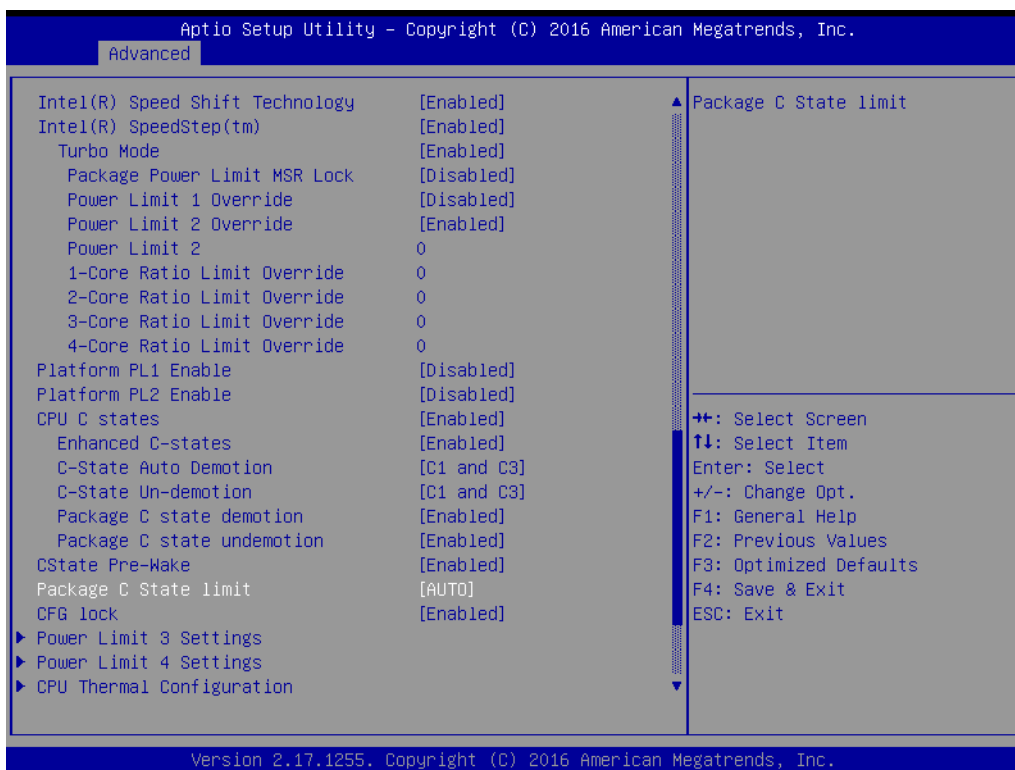 Aptio Setup Utility – Copyright (C) 2016 American Megatrends, Inc.
Advanced
Intel(R) Speed Shift Technology [Enabled]
Intel(R) SpeedStep(tm) [Enabled]
Turbo Mode [Enabled]
Package Power Limit MSR Lock [Disabled]
Power Limit 1 Override [Disabled]
Power Limit 2 Override [Enabled]
Power Limit 2 0
1-Core Ratio Limit Override 0
2-Core Ratio Limit Override 0
3-Core Ratio Limit Override 0
4-Core Ratio Limit Override 0
Platform PL1 Enable [Disabled]
Platform PL2 Enable [Disabled]
CPU C states [Enabled]
Enhanced C-states [Enabled]
C-State Auto Demotion [C1 and C3]
C-State Un-demotion [C1 and C3]
Package C state demotion [Enabled]
Package C state undemotion [Enabled]
CState Pre-Wake [Enabled]
Package C State limit [AUTO]
CFG lock [Enabled]
Power Limit 3 Settings
Power Limit 4 Settings
CPU Thermal Configuration
Package C State limit
→←: Select Screen
↑↓: Select Item
Enter: Select
+/-: Change Opt.
F1: General Help
F2: Previous Values
F3: Optimized Defaults
F4: Save & Exit
ESC: Exit
Version 2.17.1255. Copyright (C) 2016 American Megatrends, Inc.